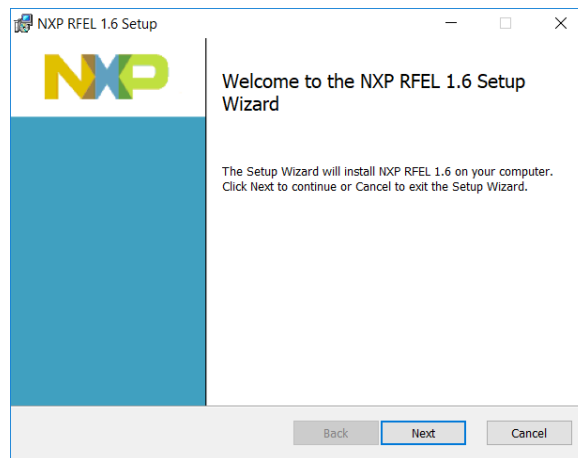 NXP RFEL 1.6 Setup
NXP
Welcome to the NXP RFEL 1.6 Setup
Wizard
The Setup Wizard will install NXP RFEL 1.6 on your computer.
Click Next to continue or Cancel to exit the Setup Wizard.
Back Next Cancel